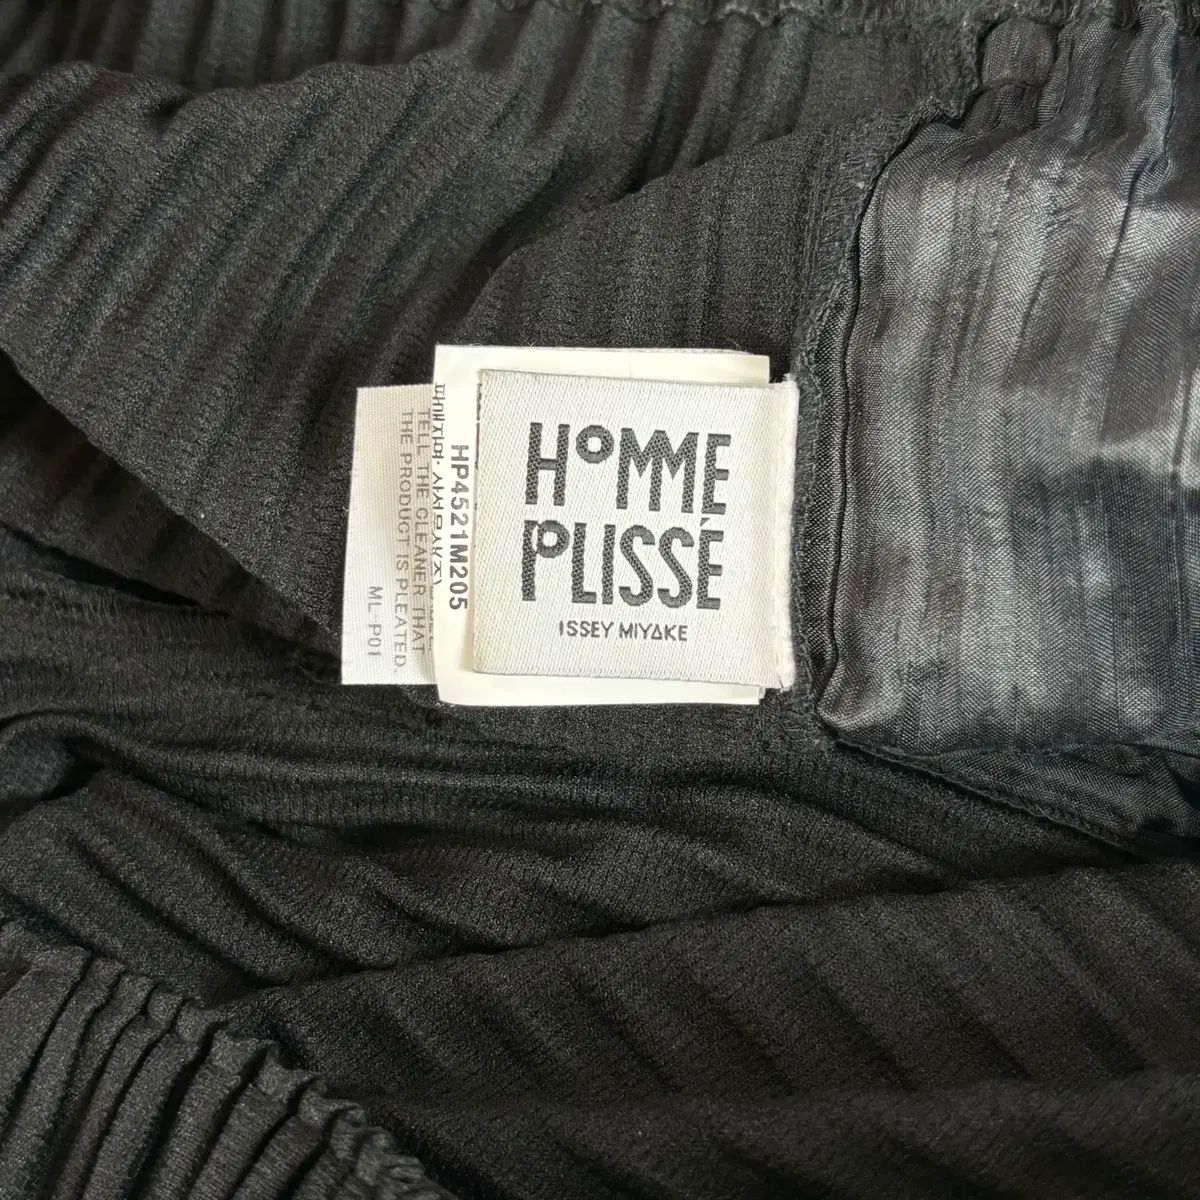 HOMME
PLISSÉ
ISSEY MIYAKE
HP4521M205
TELL THE CLEANER THAT
THE PRODUCT IS PLEATED.
ML-P01